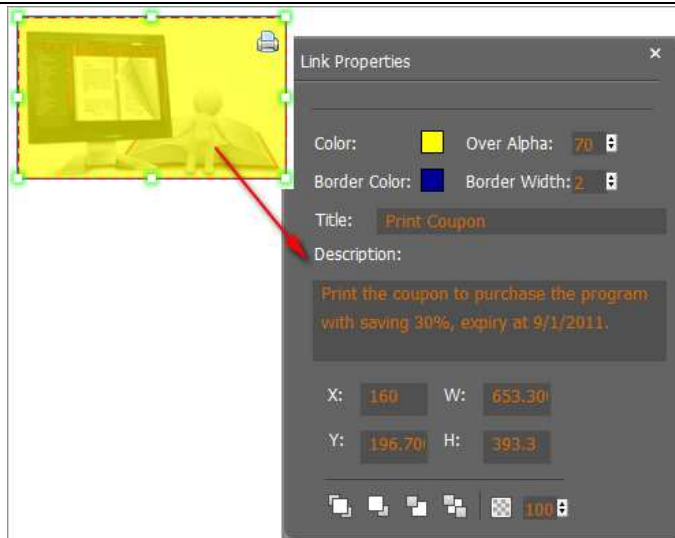 Link Properties
Color: Over Alpha: 70
Border Color: Border Width: 2
Title: Print Coupon
Description:
Print the coupon to purchase the program
with saving 30%, expiry at 9/1/2011.
X: 160 W: 653.30
Y: 196.70 H: 393.3
100